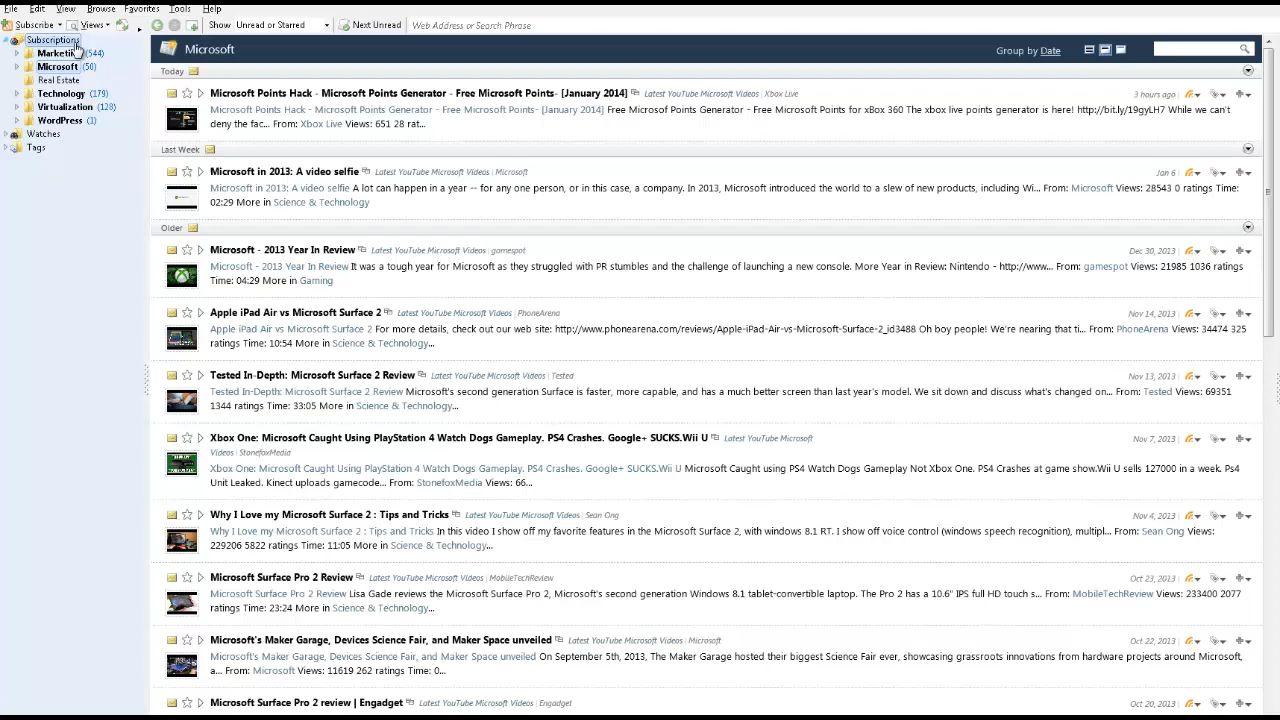 File Edit View Browse Favorites Tools Help
Subscribe Views Show Unread or Starred Next Unread Web Address or Search Phrase
Subscriptions
Marketin (544)
Microsoft (50)
Real Estate
Technology (179)
Virtualization (128)
WordPress (1)
Watches
Tags
Microsoft Group by Date
Today
Microsoft Points Hack - Microsoft Points Generator - Free Microsoft Points- [January 2014] Latest YouTube Microsoft Videos | Xbox Live 3 hours ago |
Microsoft Points Hack - Microsoft Points Generator - Free Microsoft Points- [January 2014] Free Microsof Points Generator - Free Microsoft Points for xBox 360 The xbox live points generator is here! http://bit.ly/19gyLH7 While we can't
deny the fac... From: Xbox Live Views: 651 28 rat...
Last Week
Microsoft in 2013: A video selfie Latest YouTube Microsoft Videos | Microsoft Jan 6 |
Microsoft in 2013: A video selfie A lot can happen in a year -- for any one person, or in this case, a company. In 2013, Microsoft introduced the world to a slew of new products, including Wi... From: Microsoft Views: 28543 0 ratings Time:
02:29 More in Science & Technology
Older
Microsoft - 2013 Year In Review Latest YouTube Microsoft Videos | gamespot Dec 30, 2013 |
Microsoft - 2013 Year In Review It was a tough year for Microsoft as they struggled with PR stumbles and the challenge of launching a new console. More Year in Review: Nintendo - http://www... From: gamespot Views: 21985 1036 ratings
Time: 04:29 More in Gaming
Apple iPad Air vs Microsoft Surface 2 Latest YouTube Microsoft Videos | PhoneArena Nov 14, 2013 |
Apple iPad Air vs Microsoft Surface 2 For more details, check out our web site: http://www.phonearena.com/reviews/Apple-iPad-Air-vs-Microsoft-Surface-2_id3488 Oh boy people! We're nearing that ti... From: PhoneArena Views: 34474 325
ratings Time: 10:54 More in Science & Technology...
Tested In-Depth: Microsoft Surface 2 Review Latest YouTube Microsoft Videos | Tested Nov 13, 2013 |
Tested In-Depth: Microsoft Surface 2 Review Microsoft's second generation Surface is faster, more capable, and has a much better screen than last year's model. We sit down and discuss what's changed on... From: Tested Views: 69351
1344 ratings Time: 33:05 More in Science & Technology...
Xbox One: Microsoft Caught Using PlayStation 4 Watch Dogs Gameplay. PS4 Crashes. Google+ SUCKS.Wii U Latest YouTube Microsoft Nov 7, 2013 |
Videos | StonefoxMedia
Xbox One: Microsoft Caught Using PlayStation 4 Watch Dogs Gameplay. PS4 Crashes. Google+ SUCKS.Wii U Microsoft Caught using PS4 Watch Dogs Gameplay Not Xbox One. PS4 Crashes at game show.Wii U sells 127000 in a week. Ps4
Unit Leaked. Kinect uploads gamecode... From: StonefoxMedia Views: 66...
Why I Love my Microsoft Surface 2 : Tips and Tricks Latest YouTube Microsoft Videos | Sean Ong Nov 4, 2013 |
Why I Love my Microsoft Surface 2 : Tips and Tricks In this video I show off my favorite features in the Microsoft Surface 2, with windows 8.1 RT. I show off voice control (windows speech recognition), multipl... From: Sean Ong Views:
229206 5822 ratings Time: 11:05 More in Science & Technology...
Microsoft Surface Pro 2 Review Latest YouTube Microsoft Videos | MobileTechReview Oct 23, 2013 |
Microsoft Surface Pro 2 Review Lisa Gade reviews the Microsoft Surface Pro 2, Microsoft's second generation Windows 8.1 tablet-convertible laptop. The Pro 2 has a 10.6" IPS full HD touch s... From: MobileTechReview Views: 233400 2077
ratings Time: 23:24 More in Science & Technology...
Microsoft's Maker Garage, Devices Science Fair, and Maker Space unveiled Latest YouTube Microsoft Videos | Microsoft Oct 22, 2013 |
Microsoft's Maker Garage, Devices Science Fair, and Maker Space unveiled On September 5th, 2013, The Maker Garage hosted their biggest Science Fair ever, showcasing grassroots innovations from hardware projects around Microsoft,
a... From: Microsoft Views: 11619 262 ratings Time: 0...
Microsoft Surface Pro 2 review | Engadget Latest YouTube Microsoft Videos | Engadget Oct 20, 2013 |